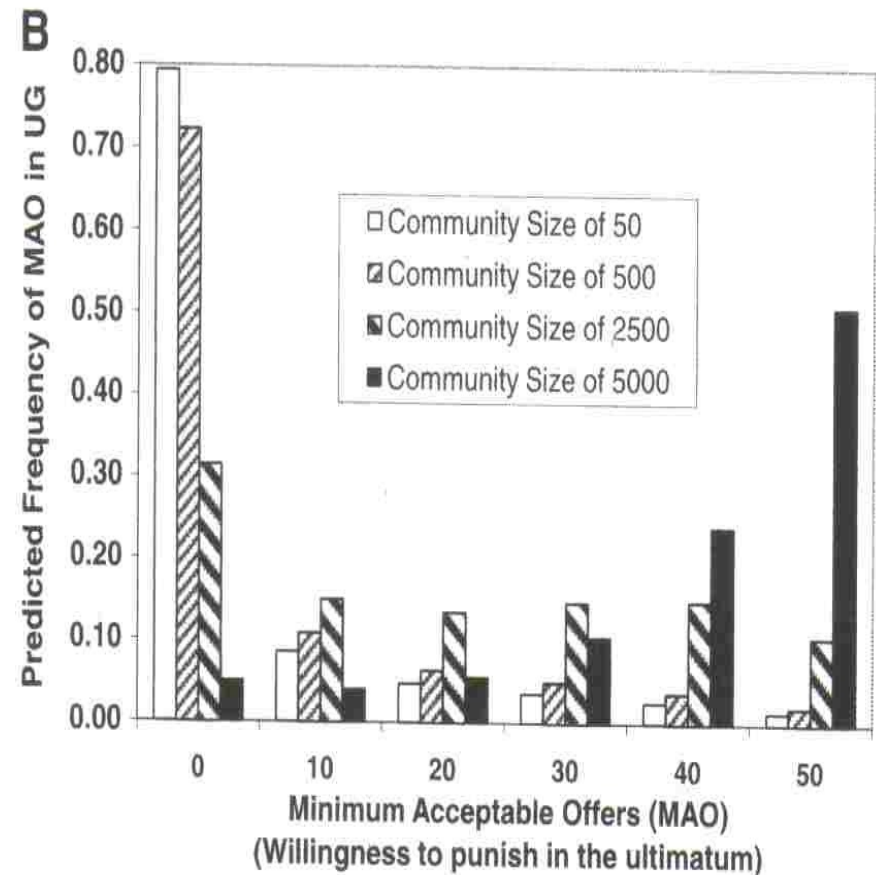 B
Predicted Frequency of MAO in UG
0.80
0.70
0.60
0.50
0.40
0.30
0.20
0.10
0.00
Community Size of 50
Community Size of 500
Community Size of 2500
Community Size of 5000
0 10 20 30 40 50
Minimum Acceptable Offers (MAO)
(Willingness to punish in the ultimatum)